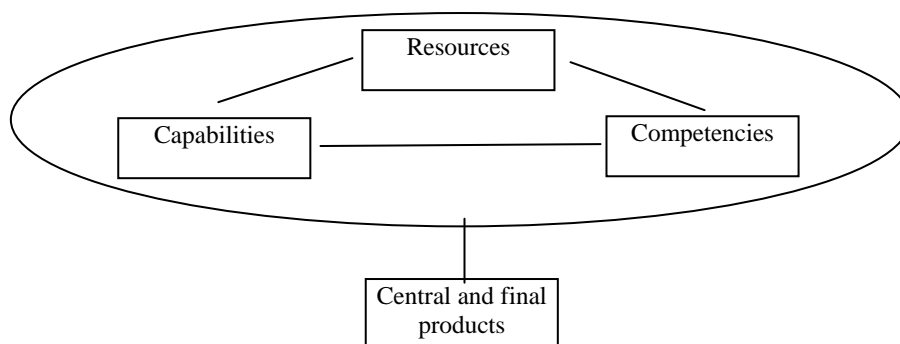 Resources
Capabilities
Competencies
Central and final
products